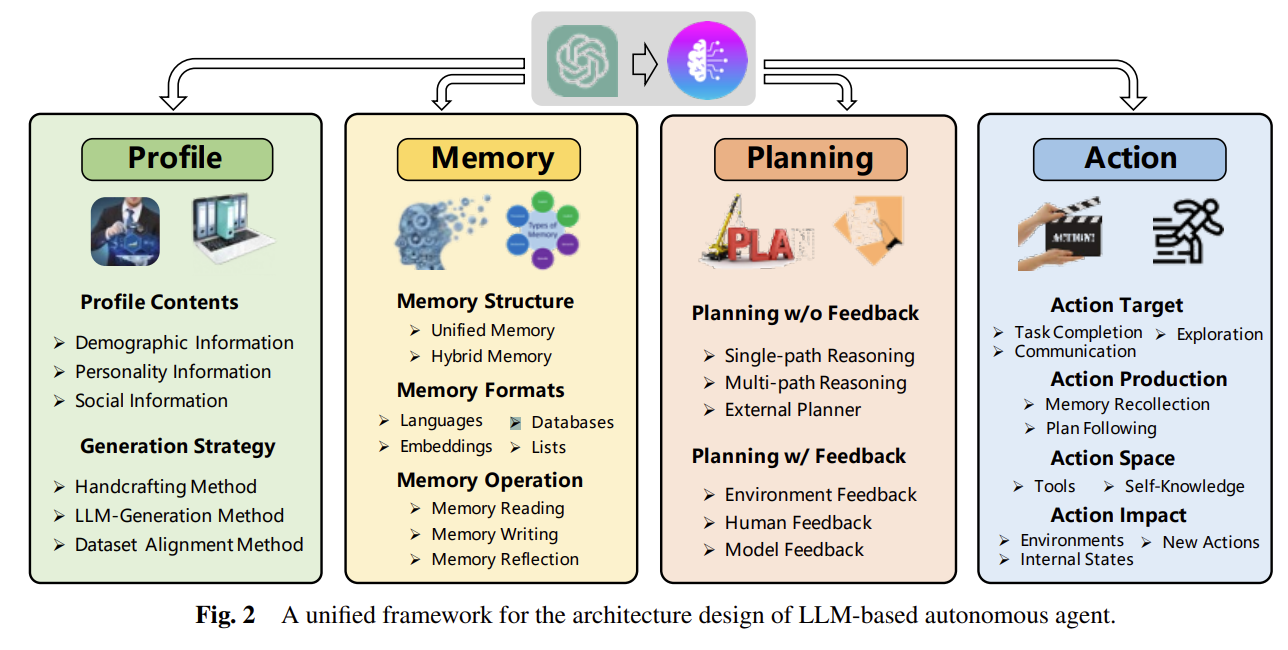 Profile
Profile Contents
Demographic Information
Personality Information
Social Information
Generation Strategy
Handcrafting Method
LLM-Generation Method
Dataset Alignment Method
Memory
Types of
Memory
Memory Structure
Unified Memory
Hybrid Memory
Memory Formats
Languages
Databases
Embeddings
Lists
Memory Operation
Memory Reading
Memory Writing
Memory Reflection
Planning
PLAN
Planning w/o Feedback
Single-path Reasoning
Multi-path Reasoning
External Planner
Planning w/ Feedback
Environment Feedback
Human Feedback
Model Feedback
Action
ACTION!
Action Target
Task Completion
Exploration
Communication
Action Production
Memory Recollection
Plan Following
Action Space
Tools
Self-Knowledge
Action Impact
Environments
New Actions
Internal States
Fig. 2 A unified framework for the architecture design of LLM-based autonomous agent.